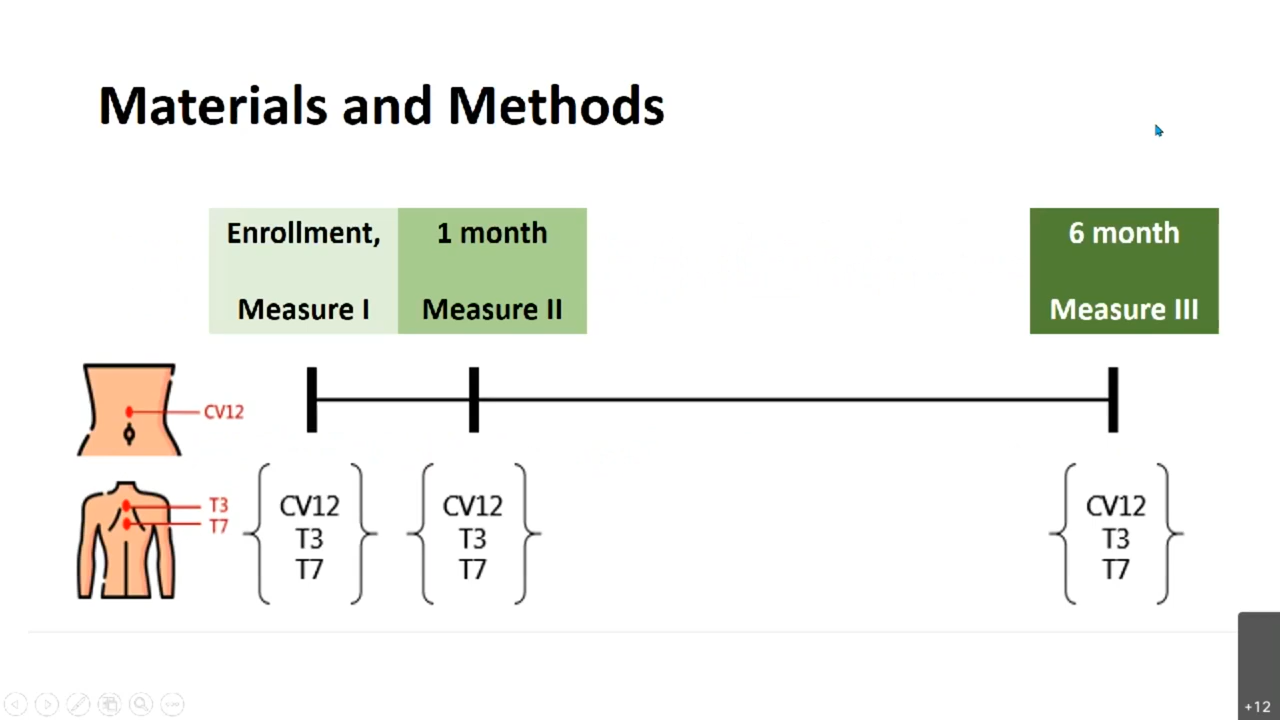 Materials and Methods
Enrollment,
Measure I
1 month
Measure II
6 month
Measure III
CV12
T3
T7
CV12
T3
T7
CV12
T3
T7
CV12
T3
T7
+12